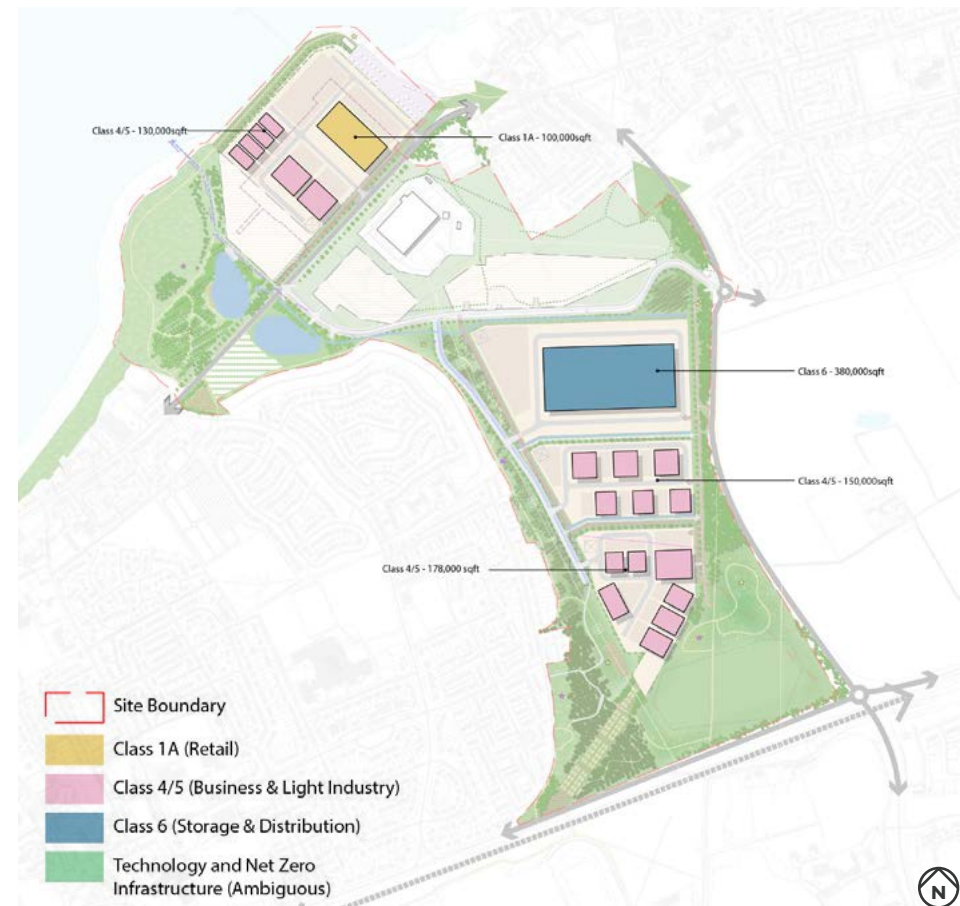 Class 4/5 - 130,000sqft
Class 1A - 100,000sqft
Class 6 - 380,000sqft
Class 4/5 - 150,000sqft
Class 4/5 - 178,000 sqft
Site Boundary
Class 1A (Retail)
Class 4/5 (Business & Light Industry)
Class 6 (Storage & Distribution)
Technology and Net Zero
Infrastructure (Ambiguous)
N